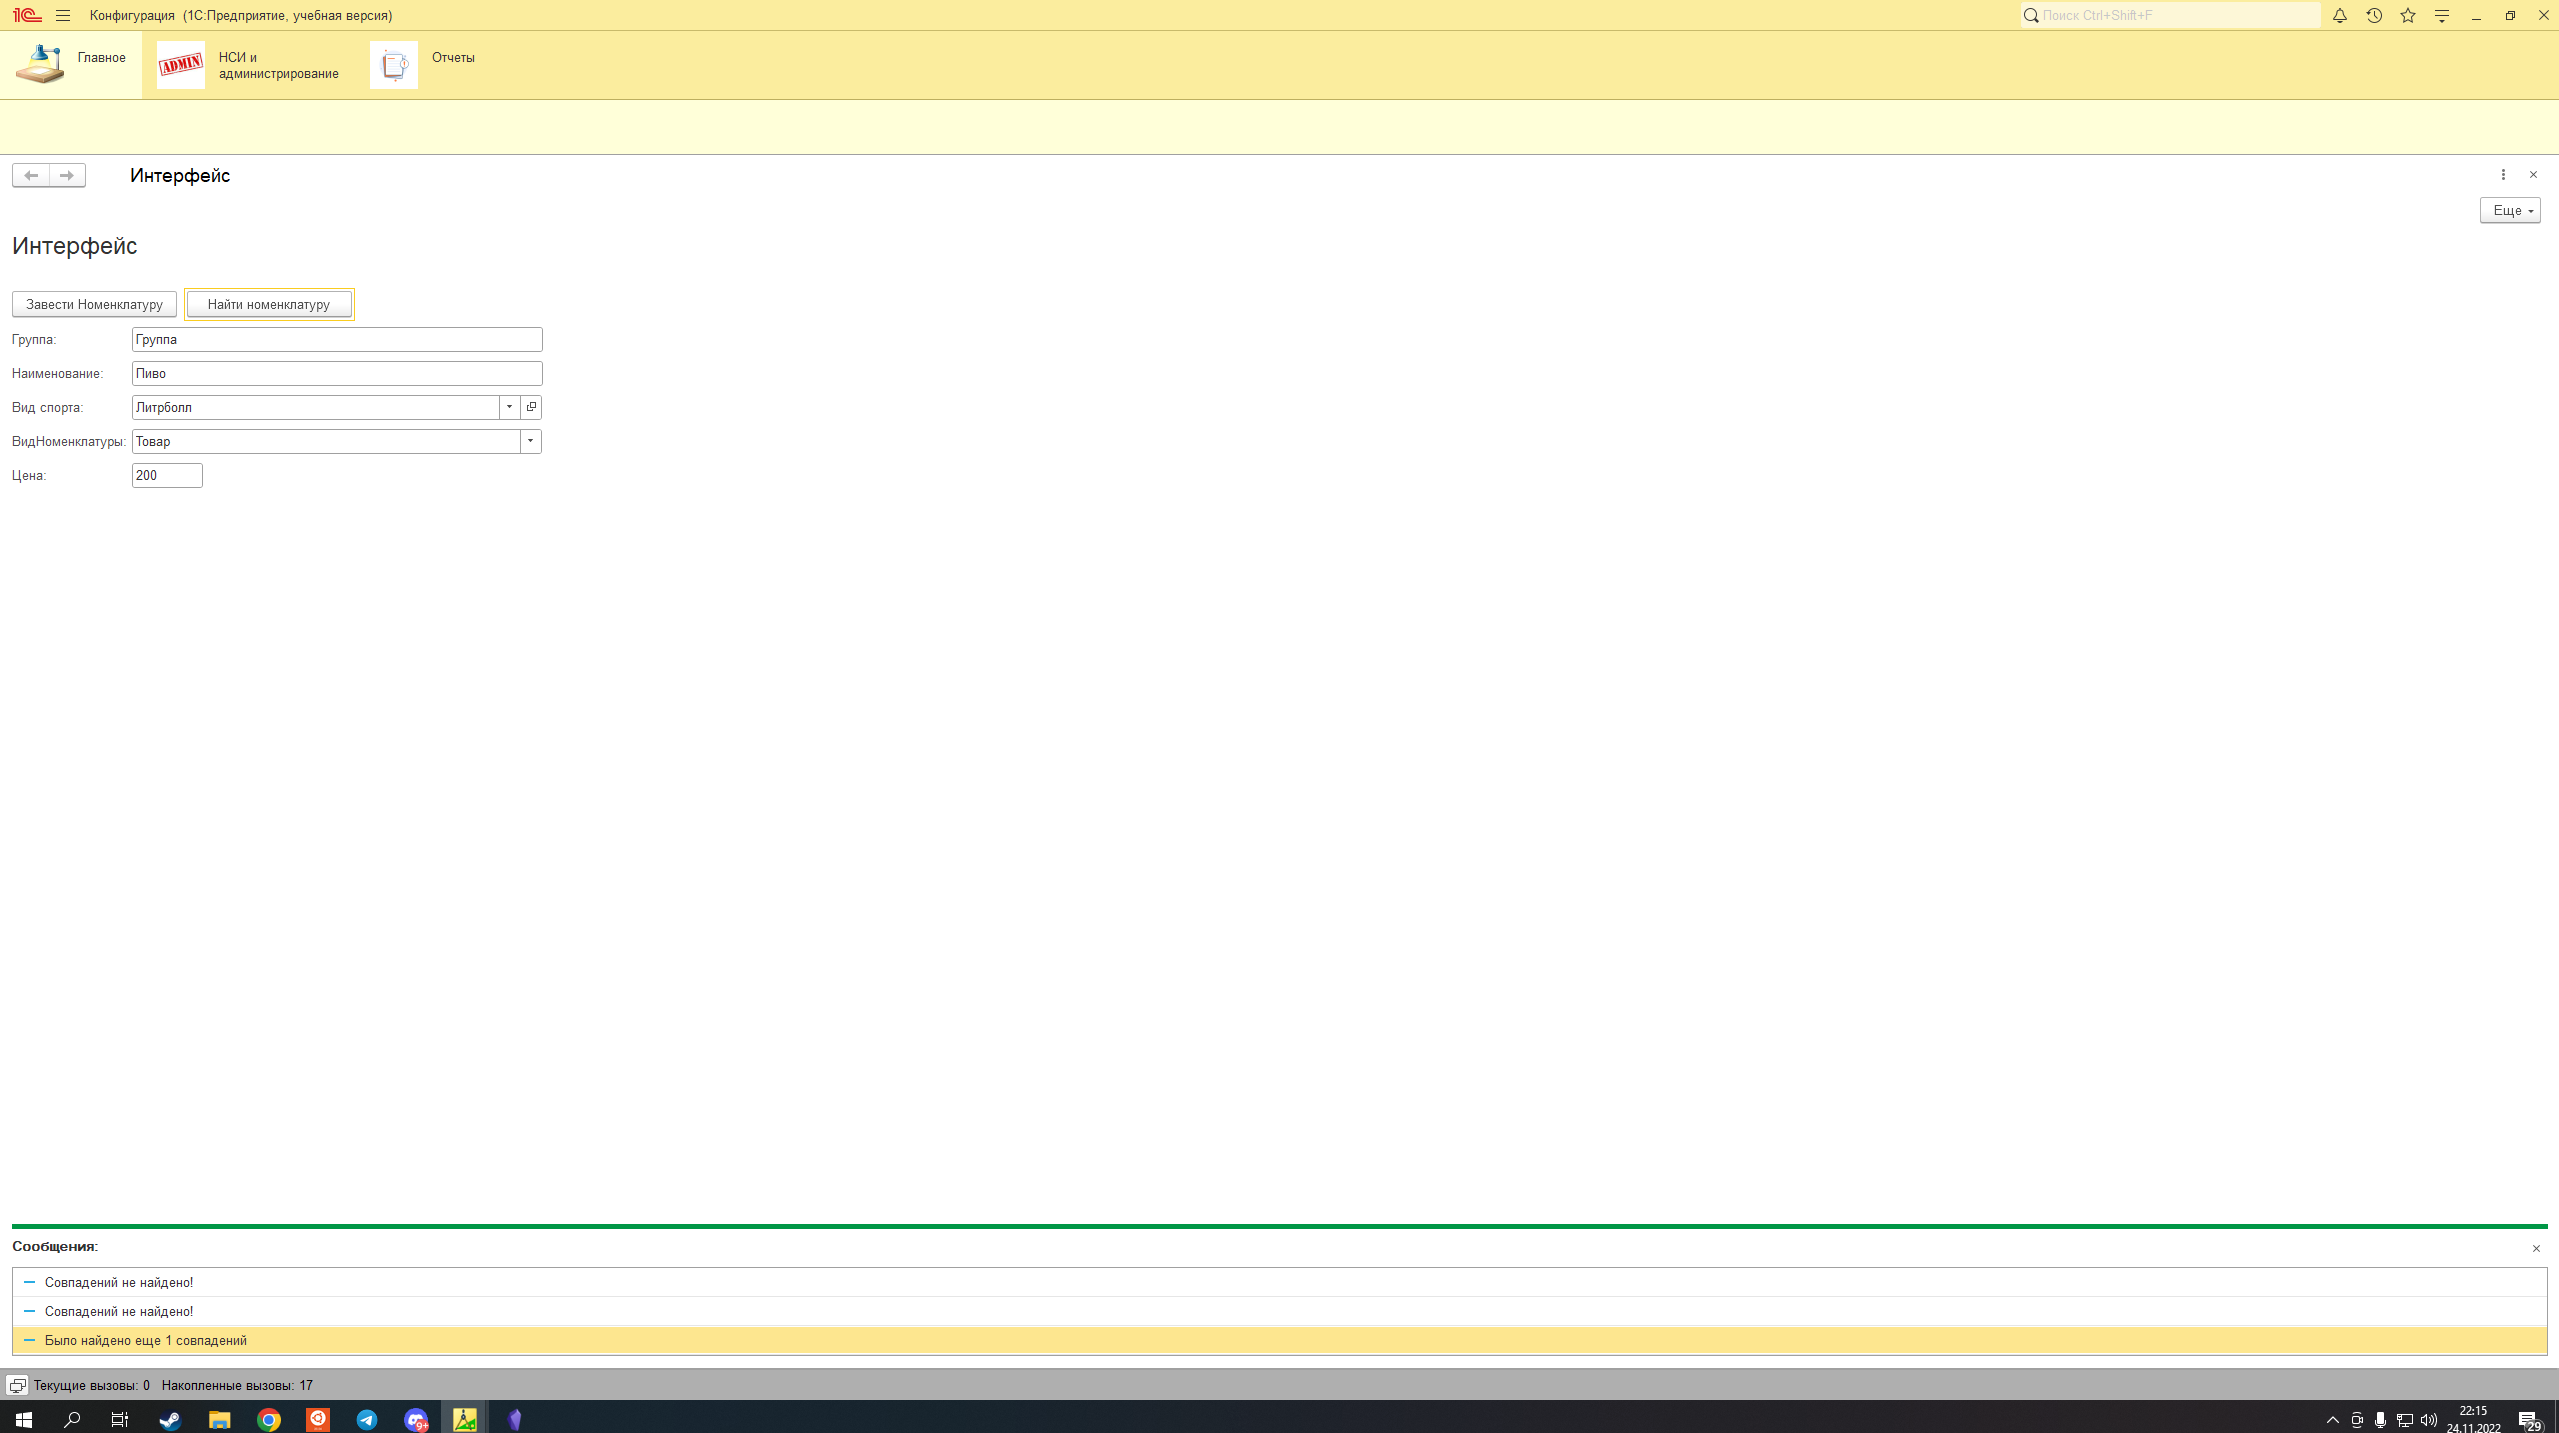 1С Конфигурация (1С:Предприятие, учебная версия)
Поиск Ctrl+Shift+F
Главное
ADMIN
НСИ и
администрирование
Отчеты
Интерфейс
Еще
Интерфейс
Завести Номенклатуру
Найти номенклатуру
Группа: Группа
Наименование: Пиво
Вид спорта: Литрболл
ВидНоменклатуры: Товар
Цена: 200
Сообщения:
Совпадений не найдено!
Совпадений не найдено!
Было найдено еще 1 совпадений
Текущие вызовы: 0 Накопленные вызовы: 17
9+
22:15
24.11.2022
29